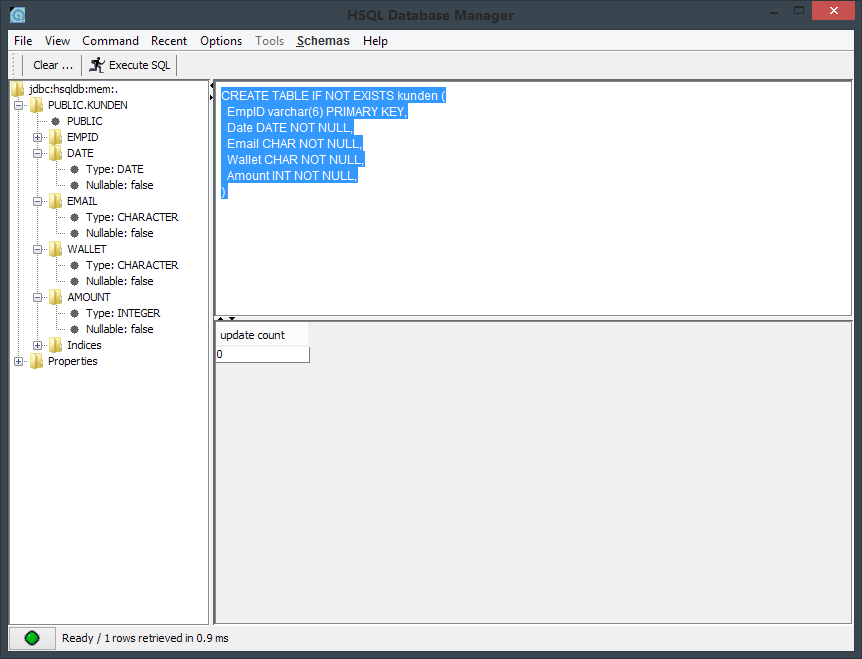 HSQL Database Manager
File View Command Recent Options Tools Schemas Help
Clear ... Execute SQL
jdbc:hsqldb:mem:.
PUBLIC.KUNDEN
PUBLIC
EMPID
DATE
Type: DATE
Nullable: false
EMAIL
Type: CHARACTER
Nullable: false
WALLET
Type: CHARACTER
Nullable: false
AMOUNT
Type: INTEGER
Nullable: false
Indices
Properties
CREATE TABLE IF NOT EXISTS kunden (
EmpID varchar(6) PRIMARY KEY,
Date DATE NOT NULL,
Email CHAR NOT NULL,
Wallet CHAR NOT NULL,
Amount INT NOT NULL,
)
update count
0
Ready / 1 rows retrieved in 0.9 ms